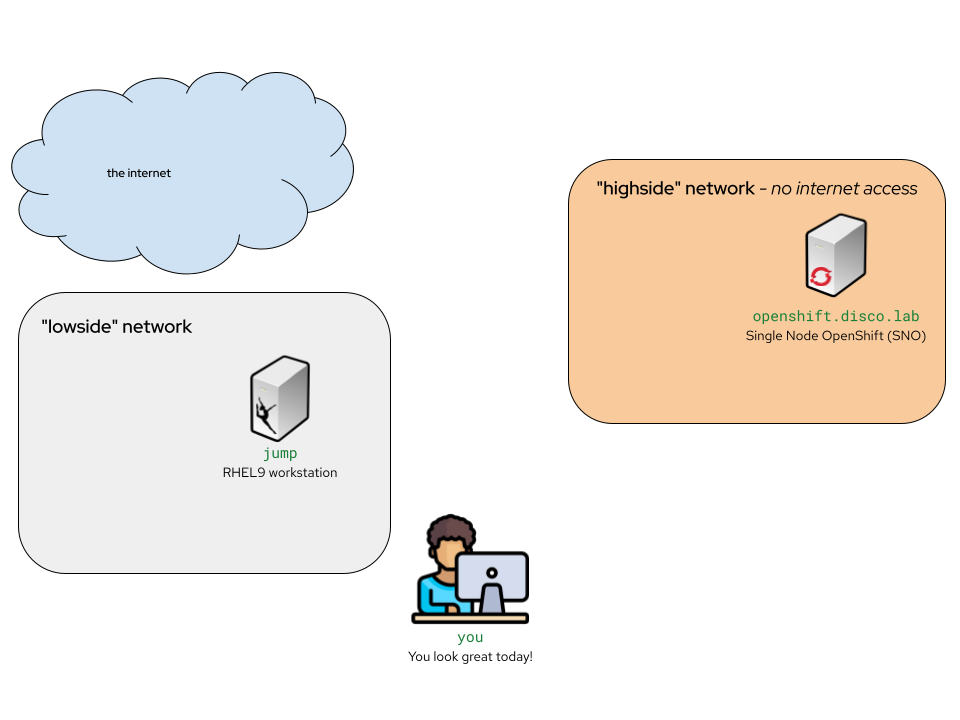 the internet
"highside" network - no internet access
openshift.disco.lab
Single Node OpenShift (SNO)
"lowside" network
jump
RHEL9 workstation
you
You look great today!